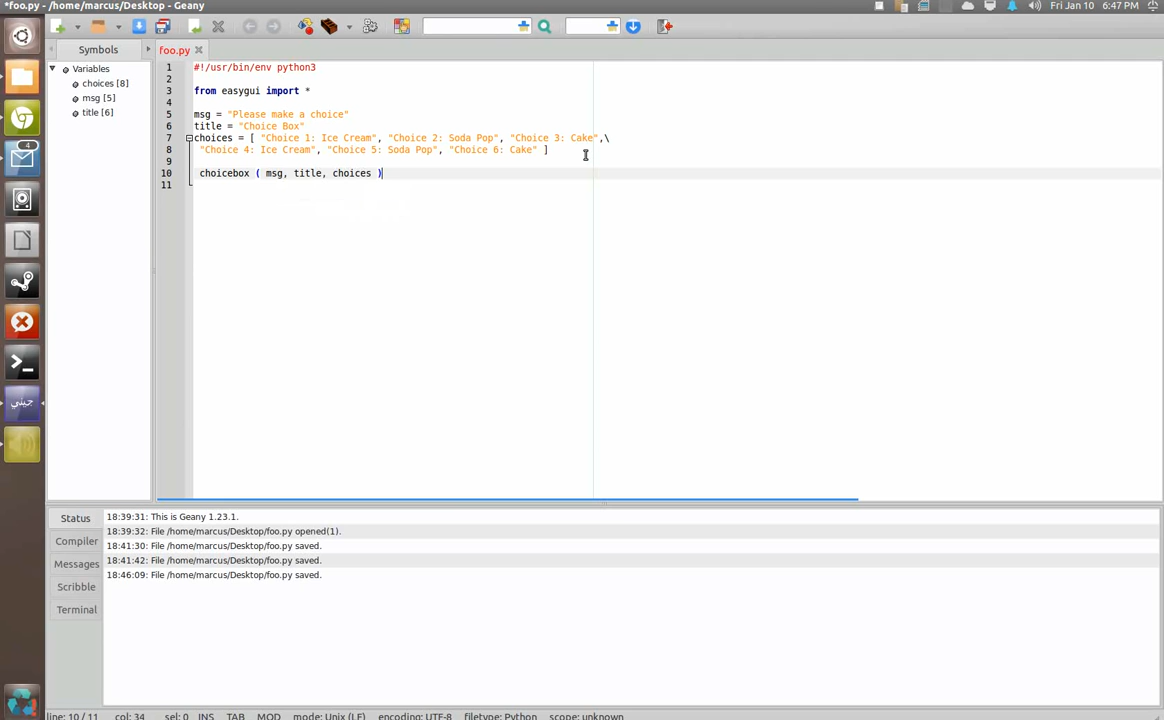 *foo.py - /home/marcus/Desktop - Geany
Fri Jan 10 6:47 PM
Symbols
foo.py
Variables
choices [8]
msg [5]
title [6]
1 #!/usr/bin/env python3
2
3 from easygui import *
4
5 msg = "Please make a choice"
6 title = "Choice Box"
7 choices = [ "Choice 1: Ice Cream", "Choice 2: Soda Pop", "Choice 3: Cake",\
8 "Choice 4: Ice Cream", "Choice 5: Soda Pop", "Choice 6: Cake" ]
9
10 choicebox ( msg, title, choices )
11
4
جيني
Status
Compiler
Messages
Scribble
Terminal
18:39:31: This is Geany 1.23.1.
18:39:32: File /home/marcus/Desktop/foo.py opened(1).
18:41:30: File /home/marcus/Desktop/foo.py saved.
18:41:42: File /home/marcus/Desktop/foo.py saved.
18:46:09: File /home/marcus/Desktop/foo.py saved.
line: 10 / 11 col: 34 sel: 0 INS TAB MOD mode: Unix (LF) encoding: UTF-8 filetype: Python scope: unknown